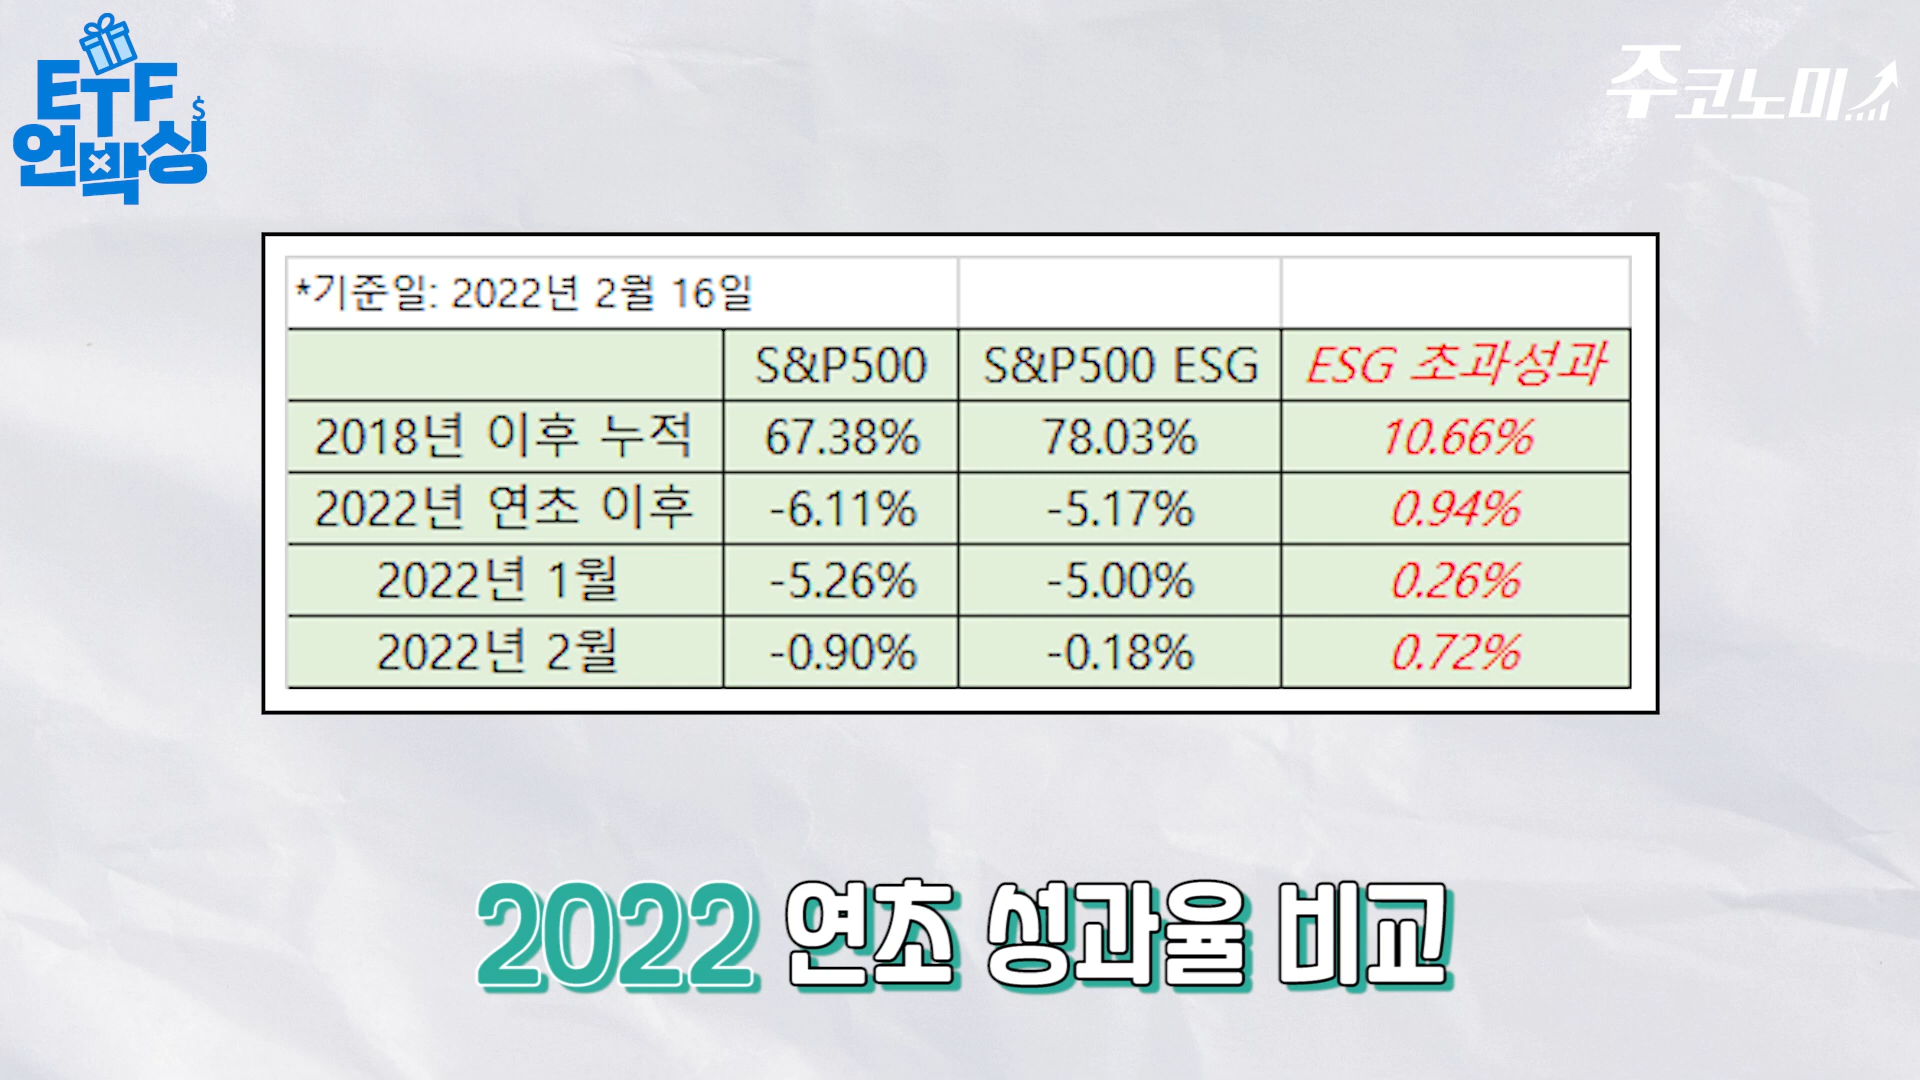 ETF
언박싱
주코노미
*기준일: 2022년 2월 16일
S&P500 S&P500 ESG ESG 초과성과
2018년 이후 누적 67.38% 78.03% 10.66%
2022년 연초 이후 -6.11% -5.17% 0.94%
2022년 1월 -5.26% -5.00% 0.26%
2022년 2월 -0.90% -0.18% 0.72%
2022 연초 성과율 비교